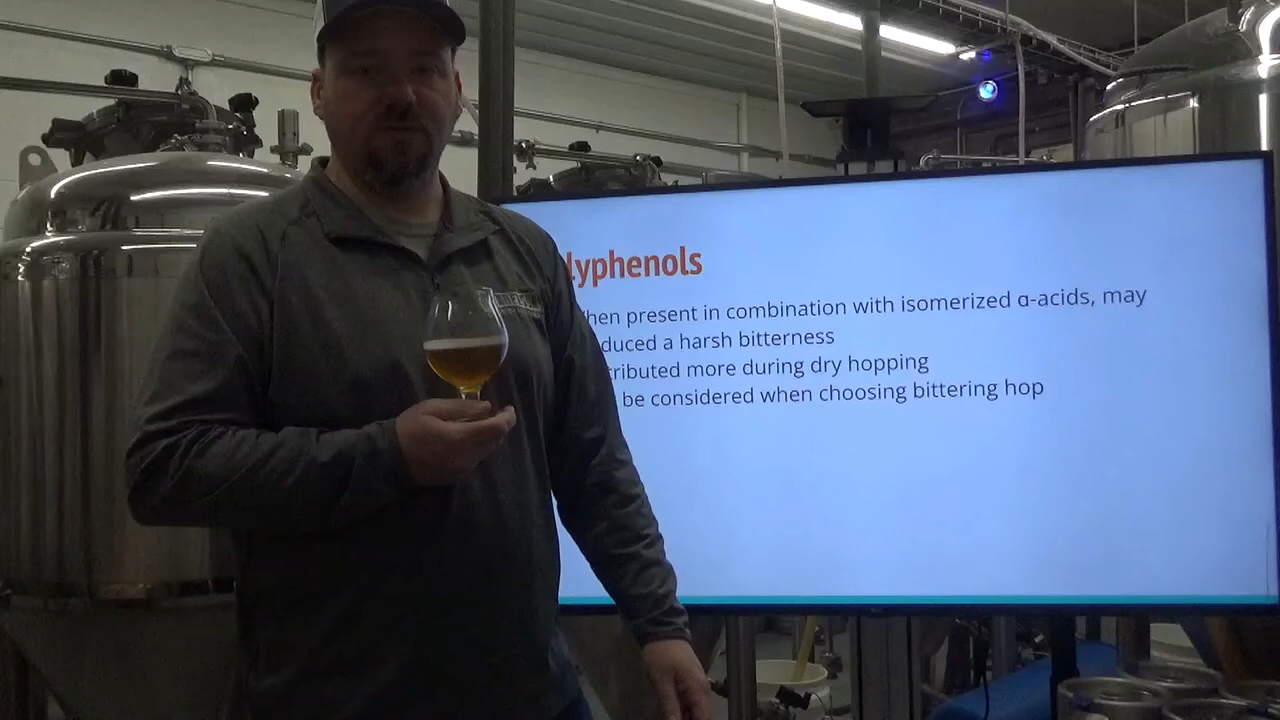 lyphenols
hen present in combination with isomerized α-acids, may
duced a harsh bitterness
tributed more during dry hopping
be considered when choosing bittering hop